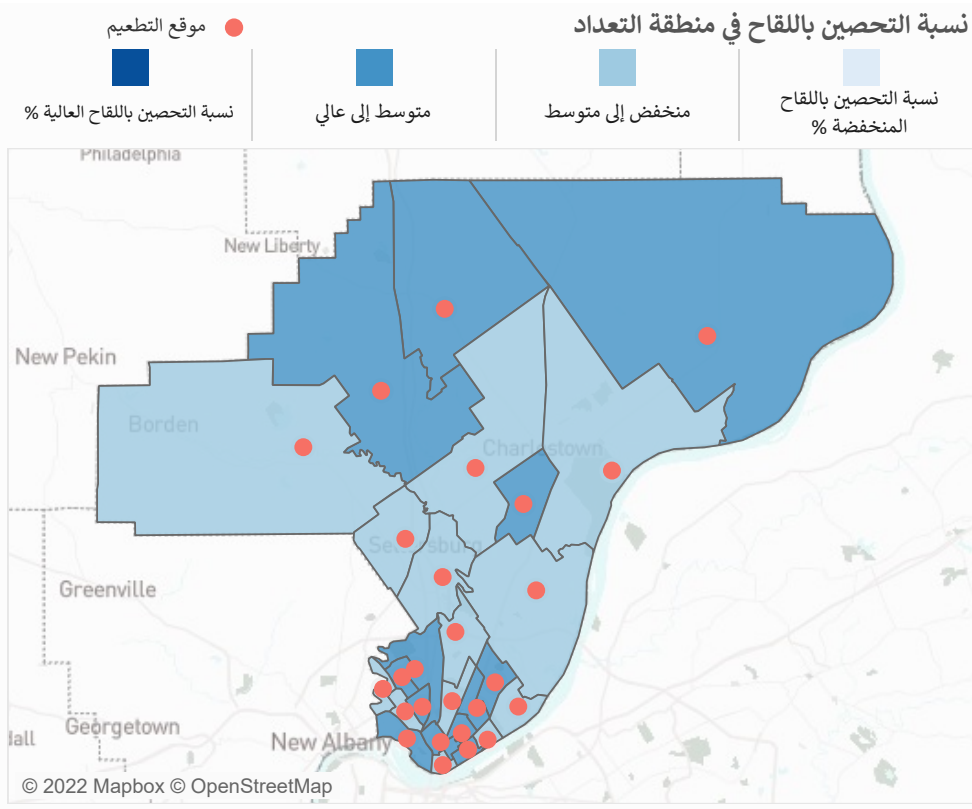 نسبة التحصين باللقاح في منطقة التعداد
موقع التطعيم
نسبة التحصين باللقاح
المنخفضة %
منخفض إلى متوسط
متوسط إلى عالي
نسبة التحصين باللقاح العالية %
Philadelphia
New Liberty
New Pekin
Borden
Charlestown
Greenville
Georgetown
New Albany
© 2022 Mapbox © OpenStreetMap